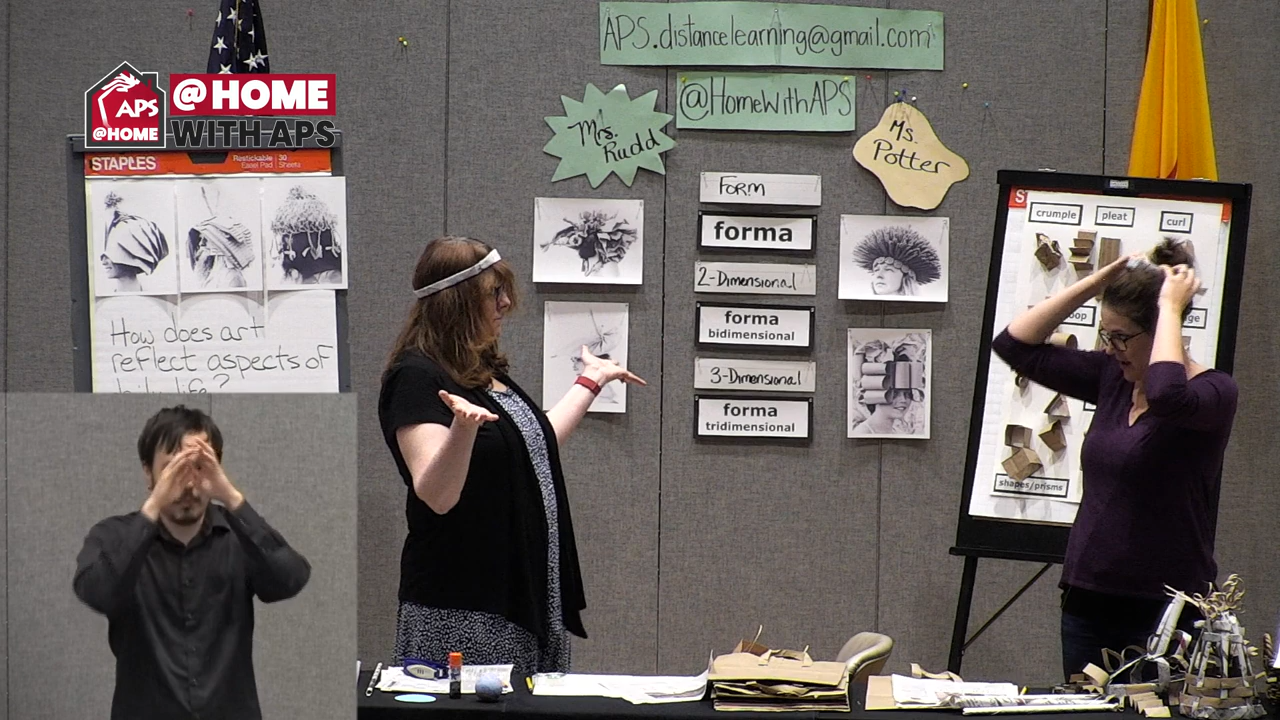 APS.distancelearning@gmail.com
@HomeWithAPS
APS
@HOME
@HOME
WITH APS
STAPLES
Restickable
Easel Pad
30
Sheets
How does art
reflect aspects of
Mrs.
Rudd
Ms.
Potter
FORM
forma
2-Dimensional
forma
bidimensional
3-Dimensional
forma
tridimensional
S
crumple
pleat
curl
shapes/prisms